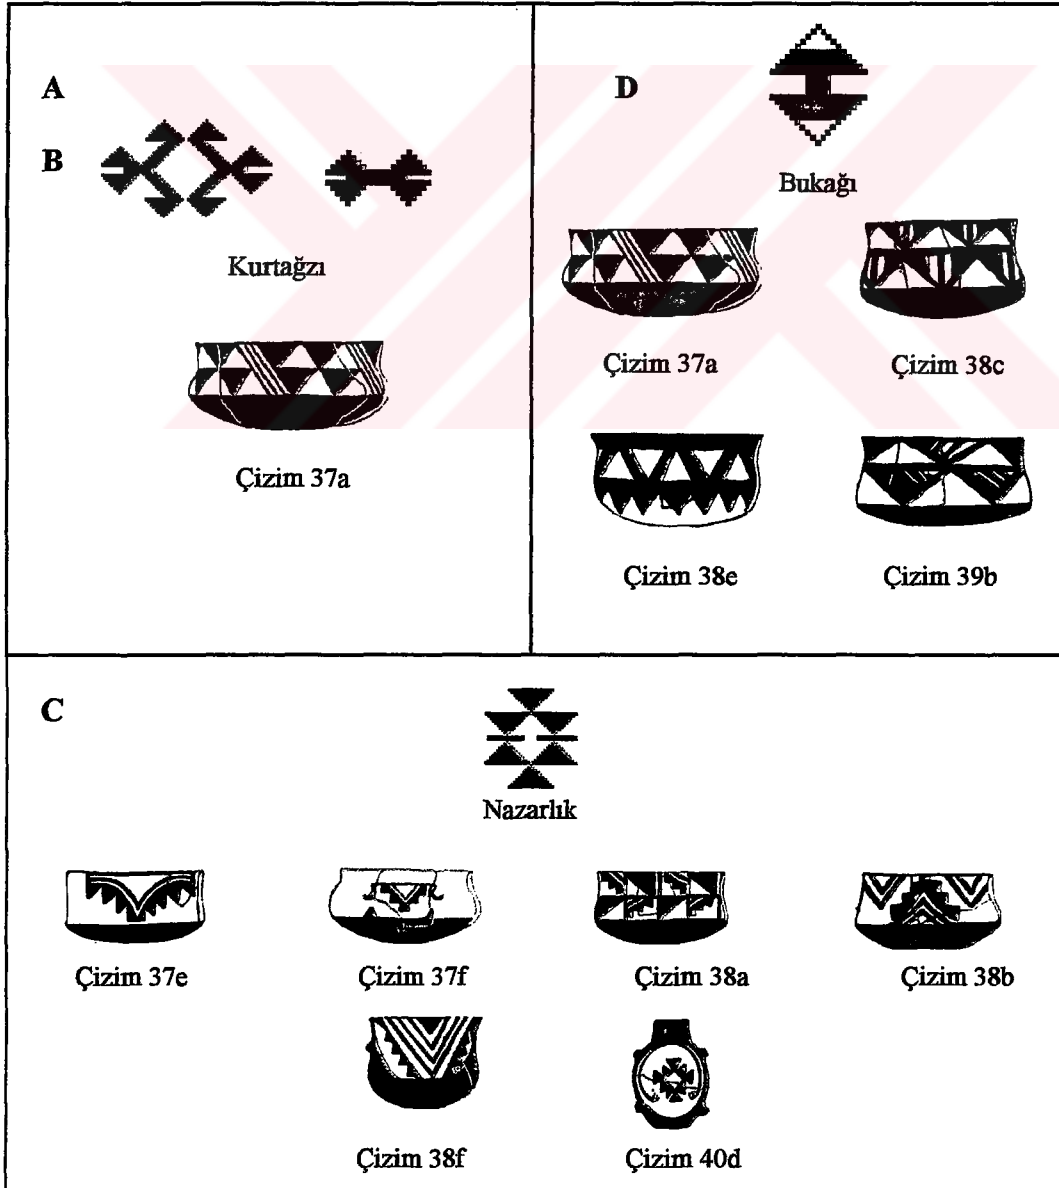 A
B
Kurtağzı
Çizim 37a
D
Bukağı
Çizim 37a
Çizim 38c
Çizim 38e
Çizim 39b
C
Nazarlık
Çizim 37e
Çizim 37f
Çizim 38a
Çizim 38b
Çizim 38f
Çizim 40d